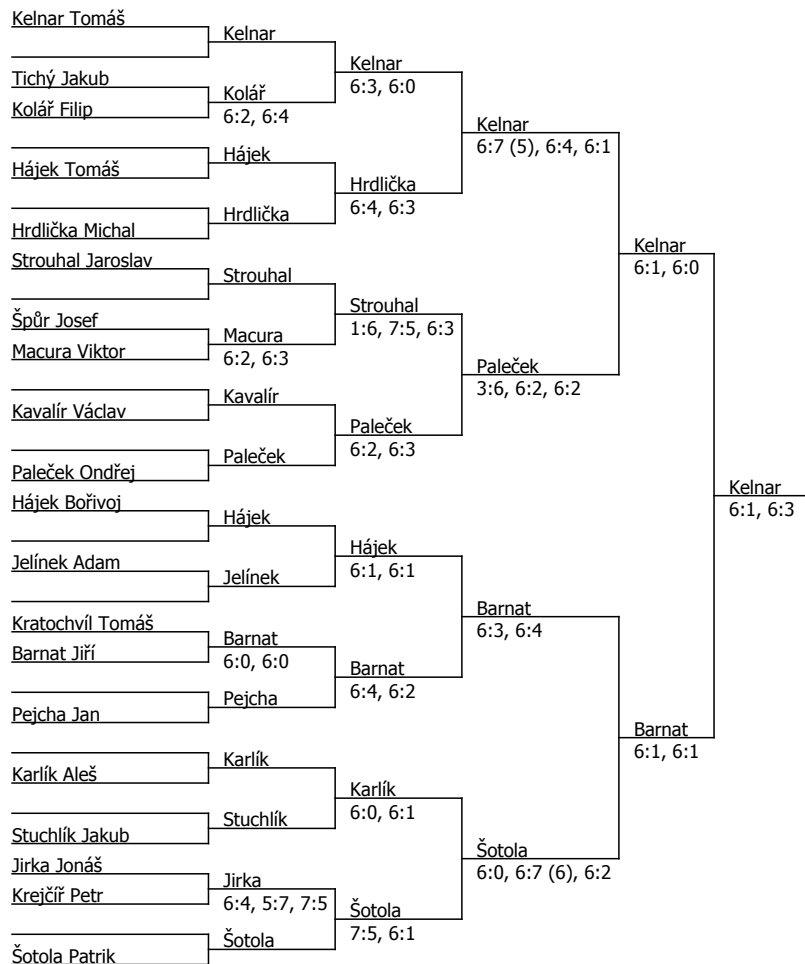 Kelnar Tomáš
Tichý Jakub
Kolář Filip
Hájek Tomáš
Hrdlička Michal
Strouhal Jaroslav
Špůr Josef
Macura Viktor
Kavalír Václav
Paleček Ondřej
Hájek Bořivoj
Jelínek Adam
Kratochvíl Tomáš
Barnat Jiří
Pejcha Jan
Karlík Aleš
Stuchlík Jakub
Jirka Jonáš
Krejčíř Petr
Šotola Patrik
Kelnar
Kolář
6:2, 6:4
Hájek
Hrdlička
Strouhal
Macura
6:2, 6:3
Kavalír
Paleček
Hájek
Jelínek
Barnat
6:0, 6:0
Pejcha
Karlík
Stuchlík
Jirka
6:4, 5:7, 7:5
Šotola
Kelnar
6:3, 6:0
Hrdlička
6:4, 6:3
Strouhal
1:6, 7:5, 6:3
Paleček
6:2, 6:3
Hájek
6:1, 6:1
Barnat
6:4, 6:2
Karlík
6:0, 6:1
Šotola
7:5, 6:1
Kelnar
6:7 (5), 6:4, 6:1
Paleček
3:6, 6:2, 6:2
Barnat
6:3, 6:4
Šotola
6:0, 6:7 (6), 6:2
Kelnar
6:1, 6:0
Barnat
6:1, 6:1
Kelnar
6:1, 6:3